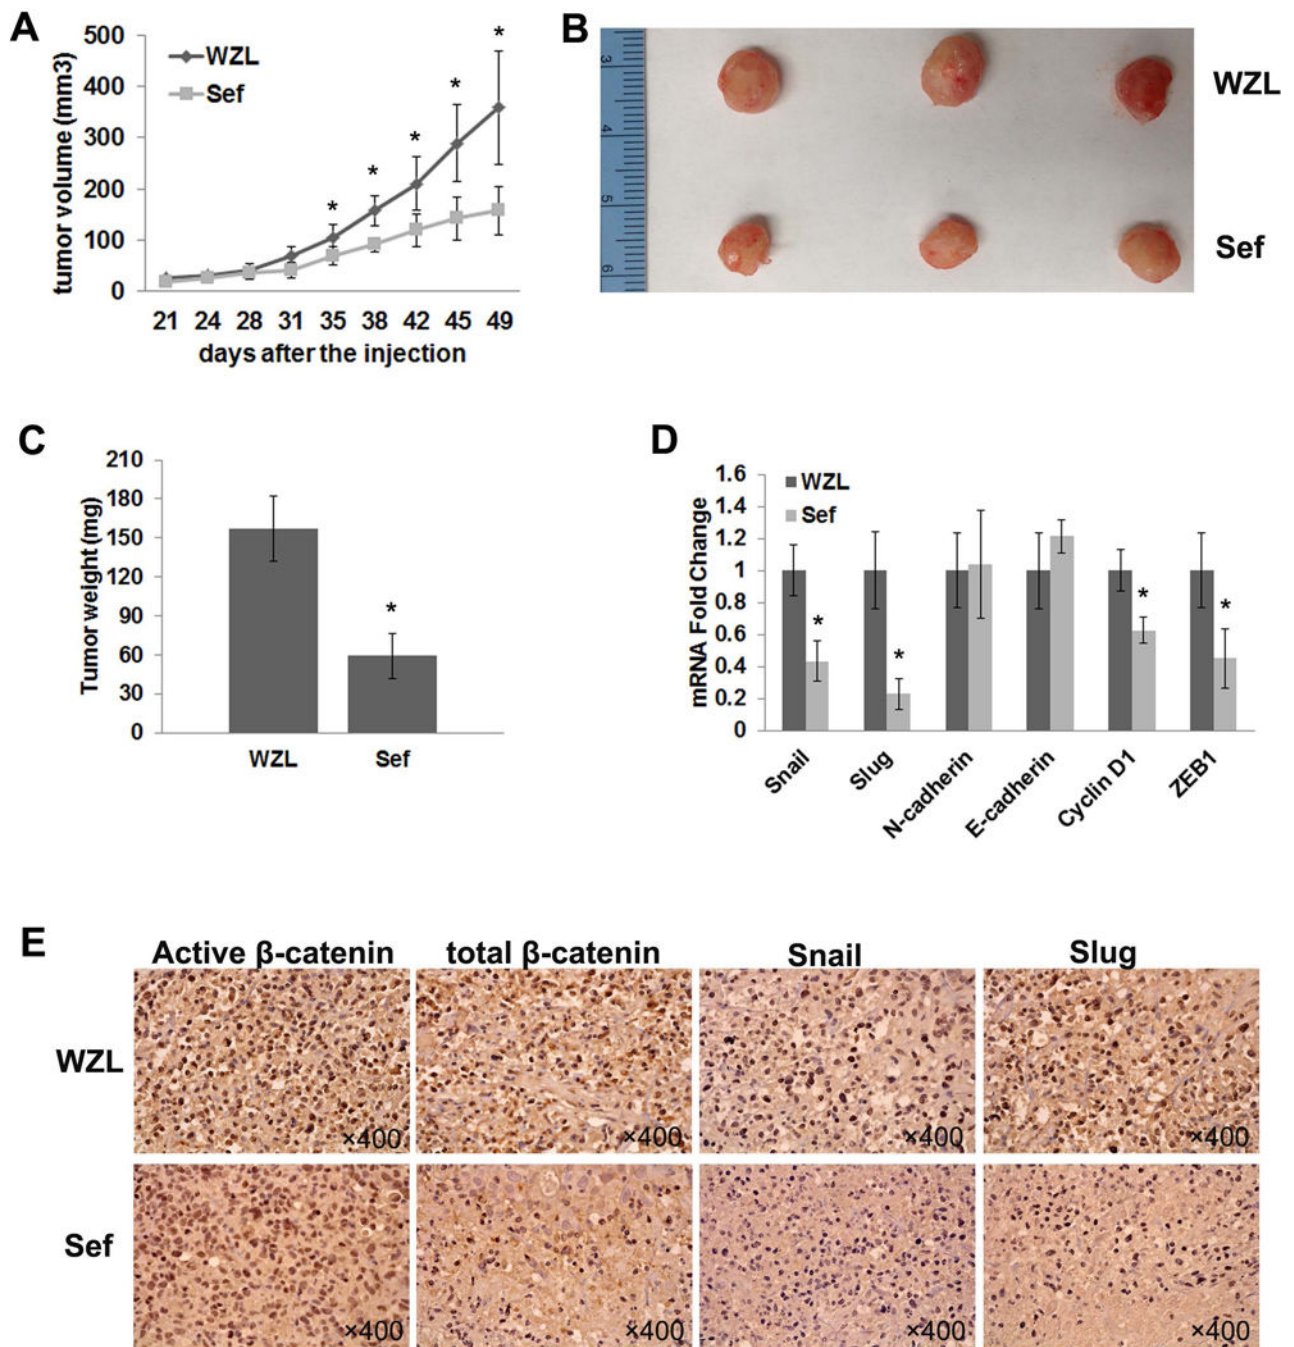 A
500
400
300
200
100
0
tumor volume (mm3)
WZL
Sef
*
*
*
*
*
21 24 28 31 35 38 42 45 49
days after the injection
B
3
4
5
6
WZL
Sef
C
210
180
150
120
90
60
30
0
Tumor weight (mg)
*
WZL Sef
D
1.6
1.4
1.2
1
0.8
0.6
0.4
0.2
0
mRNA Fold Change
WZL
Sef
*
*
*
*
Snail
Slug
N-cadherin
E-cadherin
Cyclin D1
ZEB1
E
Active β-catenin total β-catenin Snail Slug
WZL
×400 ×400 ×400 ×400
Sef
×400 ×400 ×400 ×400